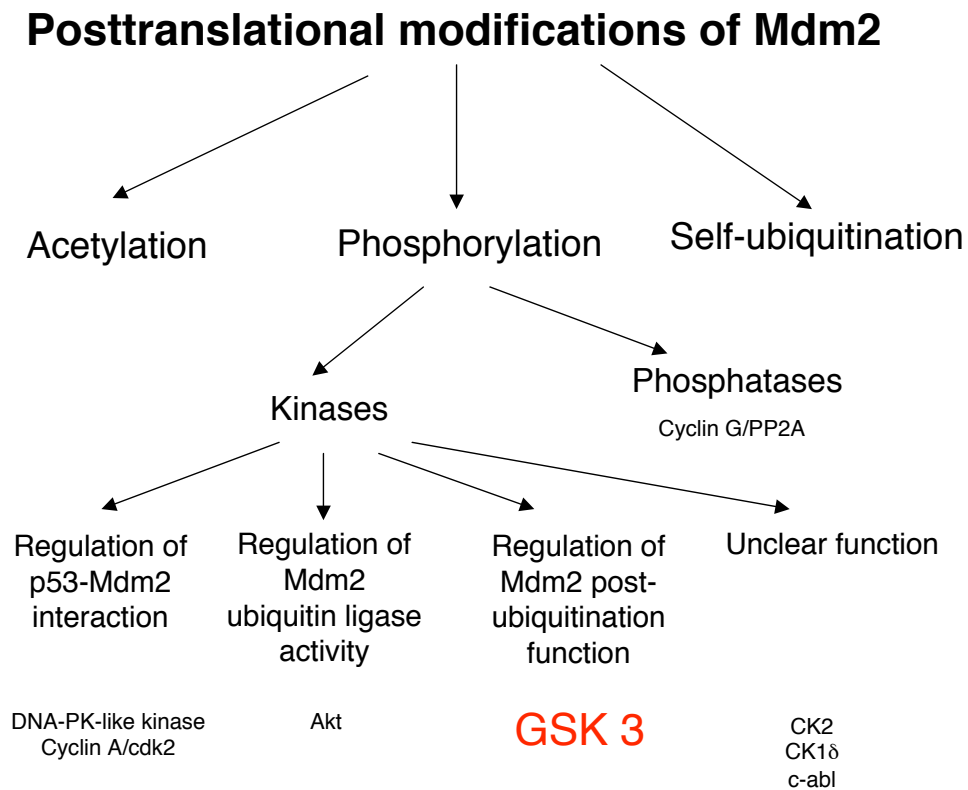 Posttranslational modifications of Mdm2
Acetylation
Phosphorylation
Self-ubiquitination
Kinases
Phosphatases
Cyclin G/PP2A
Regulation of
p53-Mdm2
interaction
DNA-PK-like kinase
Cyclin A/cdk2
Regulation of
Mdm2
ubiquitin ligase
activity
Akt
Regulation of
Mdm2 post-
ubiquitination
function
GSK 3
Unclear function
CK2
CK1δ
c-abl